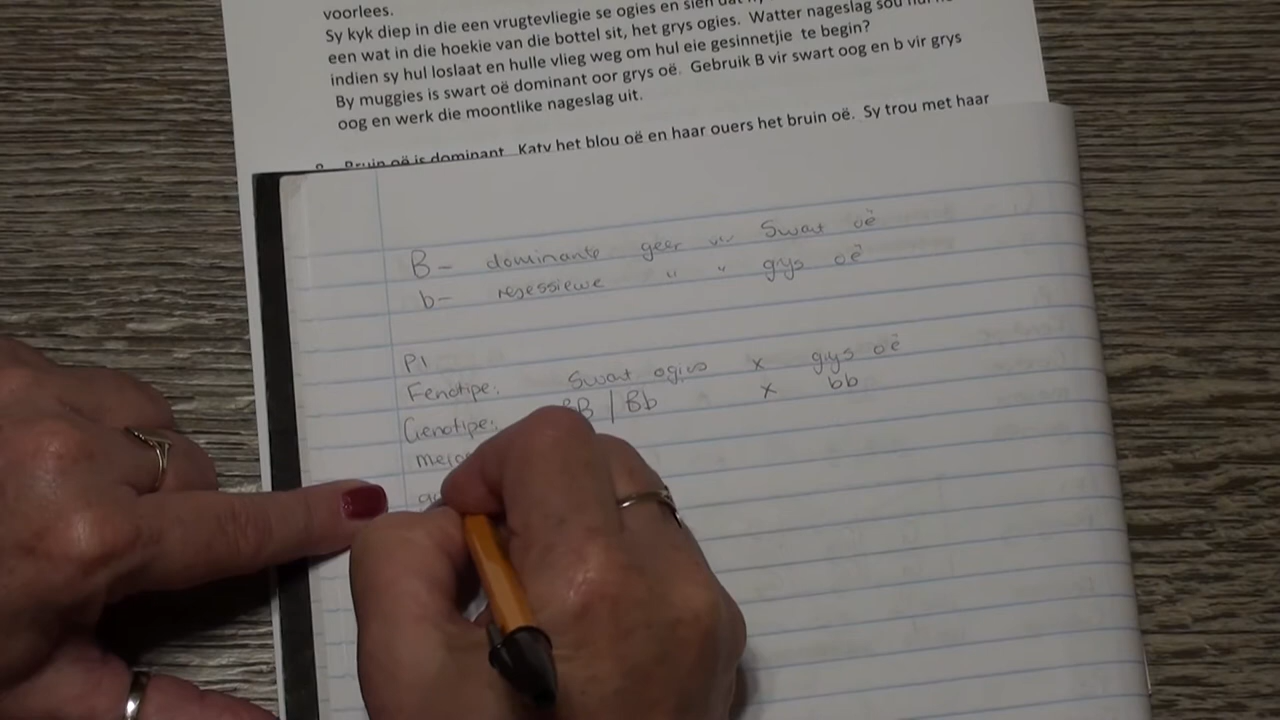 voorlees.
Sy kyk diep in die een vrugtevliegie se ogies en sien dat
een wat in die hoekie van die bottel sit, het grys ogies. Watter nageslag sou hul
indien sy hul loslaat en hulle vlieg weg om hul eie gesinnetjie te begin?
By muggies is swart oë dominant oor grys oë. Gebruik B vir swart oog en b vir grys
oog en werk die moontlike nageslag uit.
Bruin oë is dominant. Katy het blou oë en haar ouers het bruin oë. Sy trou met haar
B - dominante geen vir Swart oë
b - resessiewe " " grys oë
P1
Fenotipe: Swart ogies x grys oë
Genotipe: BB | Bb x bb
meio